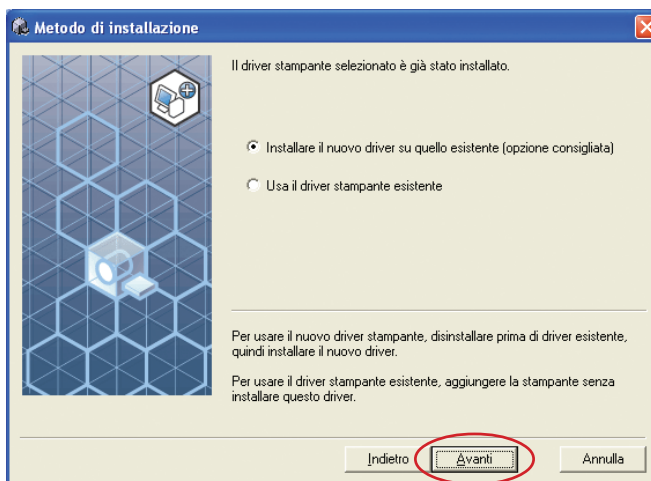 Metodo di installazione
Il driver stampante selezionato è già stato installato.
Installare il nuovo driver su quello esistente (opzione consigliata)
Usa il driver stampante esistente
Per usare il nuovo driver stampante, disinstallare prima di driver esistente,
quindi installare il nuovo driver.
Per usare il driver stampante esistente, aggiungere la stampante senza
installare questo driver.
Indietro
Avanti
Annulla